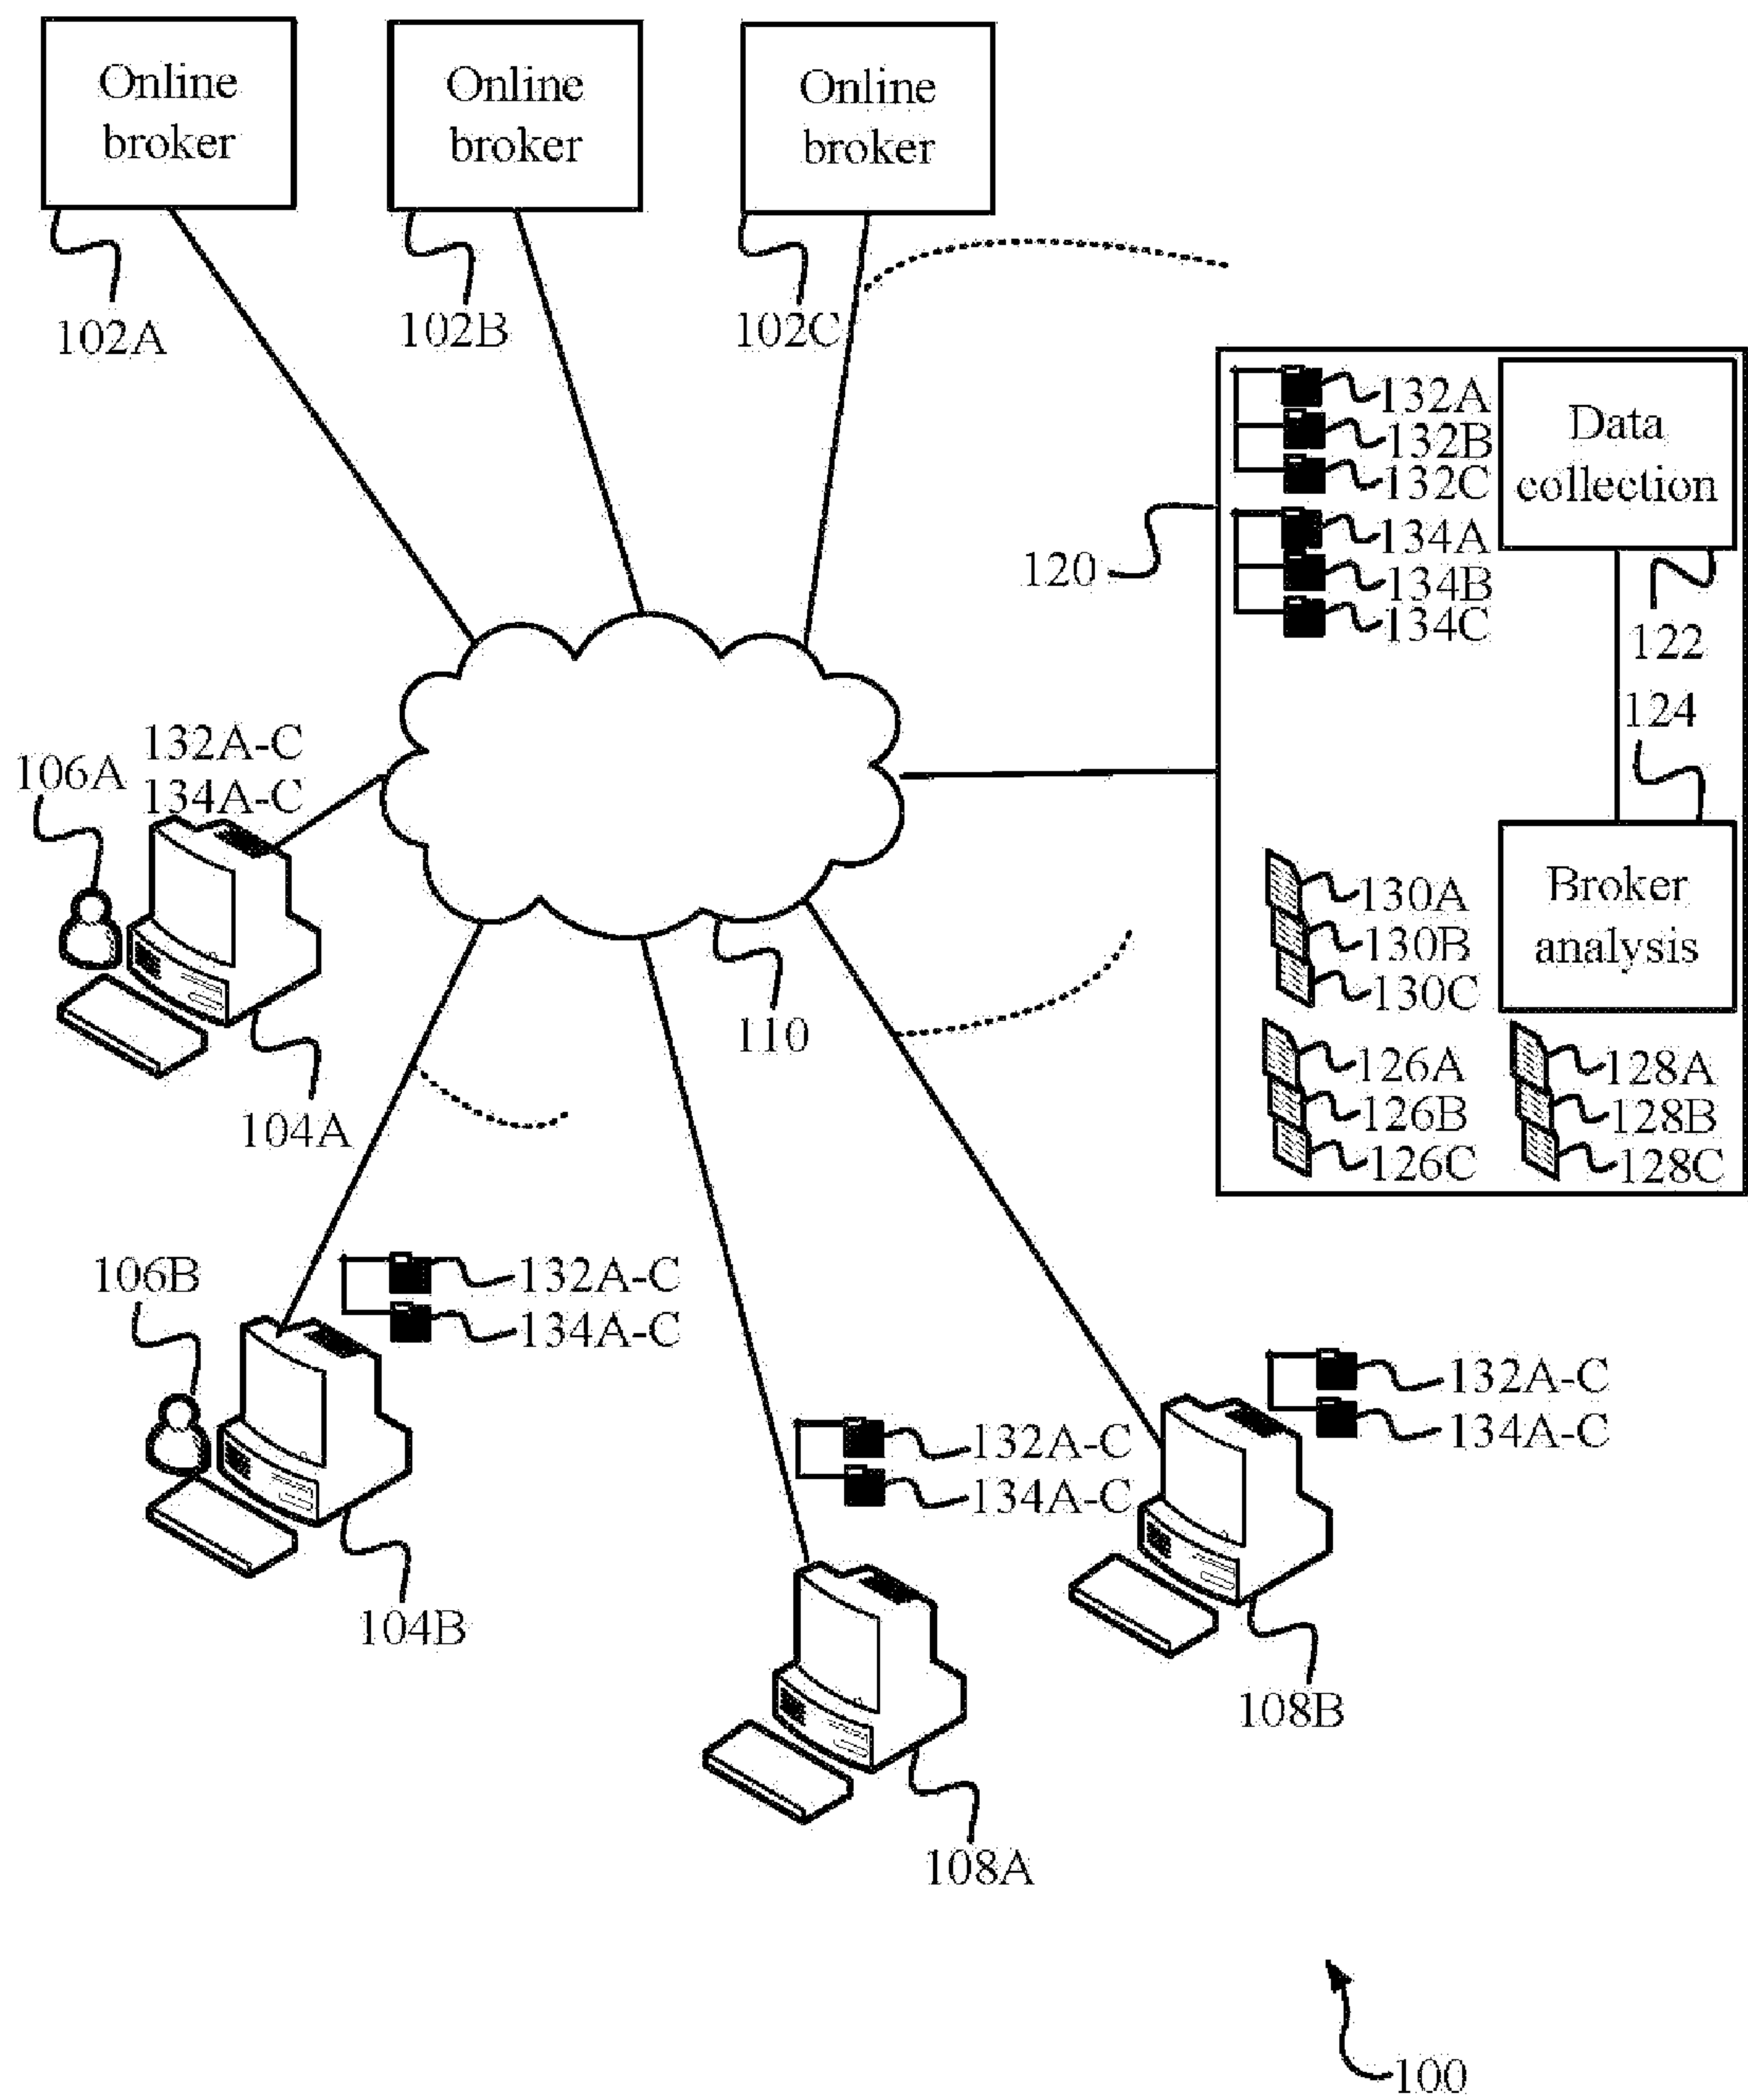 Online
broker
Online
broker
Online
broker
102A
102B
102C
132A
132B
132C
134A
134B
134C
Data
collection
120
122
124
132A-C
134A-C
106A
130A
130B
130C
Broker
analysis
110
126A
126B
126C
128A
128B
128C
104A
106B
132A-C
134A-C
132A-C
134A-C
132A-C
134A-C
104B
108B
108A
100